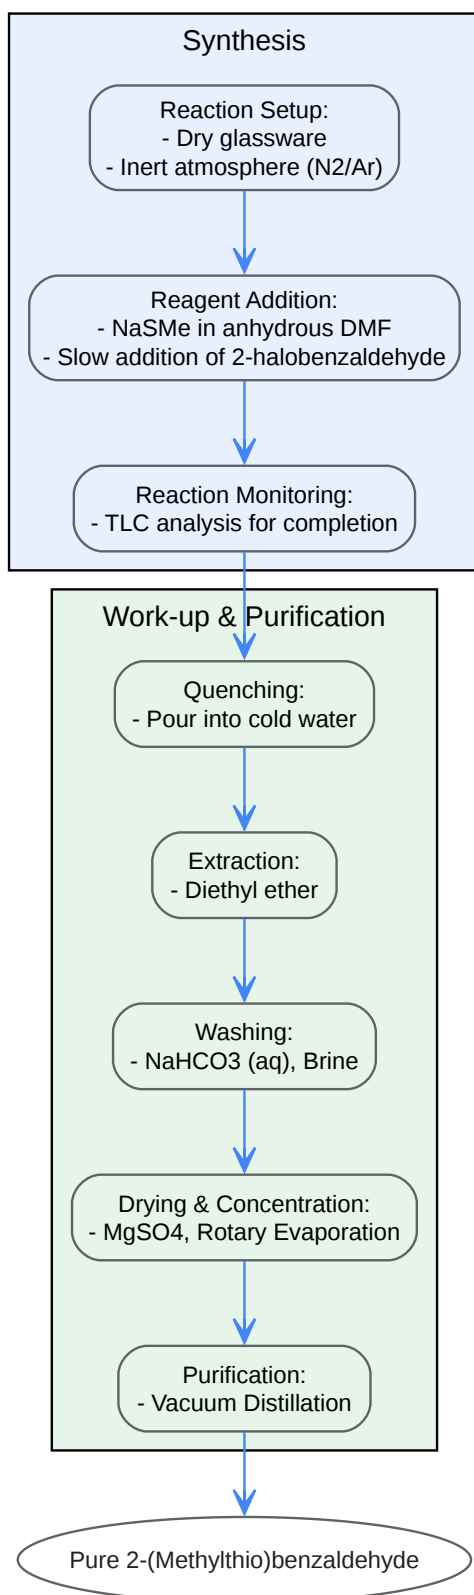 Synthesis
Reaction Setup:
- Dry glassware
- Inert atmosphere (N2/Ar)
Reagent Addition:
- NaSMe in anhydrous DMF
- Slow addition of 2-halobenzaldehyde
Reaction Monitoring:
- TLC analysis for completion
Work-up & Purification
Quenching:
- Pour into cold water
Extraction:
- Diethyl ether
Washing:
- NaHCO3 (aq), Brine
Drying & Concentration:
- MgSO4, Rotary Evaporation
Purification:
- Vacuum Distillation
Pure 2-(Methylthio)benzaldehyde